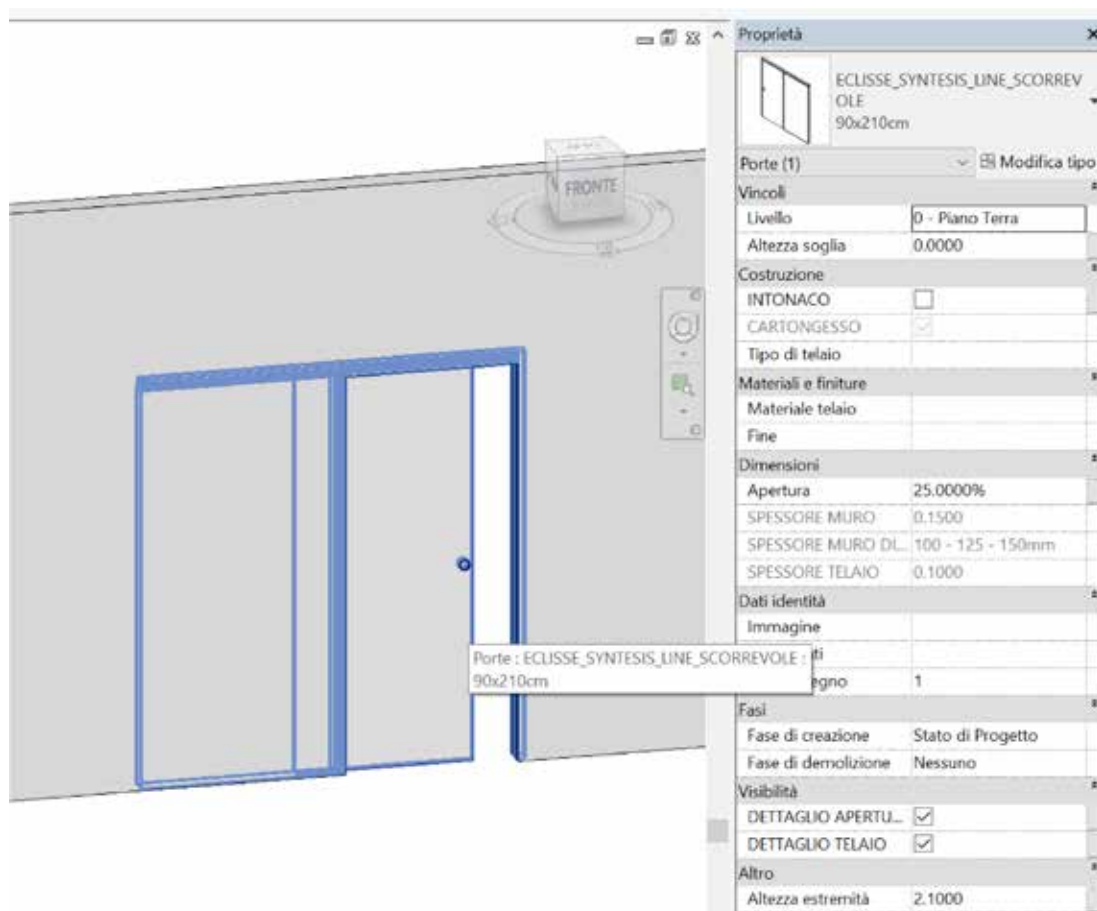 Proprietà
ECLISSE_SYNTESIS_LINE_SCORREV
OLE
90x210cm
Porte (1)
Modifica tipo
Vincoli
Livello 0 - Piano Terra
Altezza soglia 0.0000
Costruzione
INTONACO
CARTONGESSO
Tipo di telaio
Materiali e finiture
Materiale telaio
Fine
Dimensioni
Apertura 25.0000%
SPESSORE MURO 0.1500
SPESSORE MURO DI... 100 - 125 - 150mm
SPESSORE TELAIO 0.1000
Dati identità
Immagine
ti
egno 1
Fasi
Fase di creazione Stato di Progetto
Fase di demolizione Nessuno
Visibilità
DETTAGLIO APERTU...
DETTAGLIO TELAIO
Altro
Altezza estremità 2.1000
FRONTE
Porte : ECLISSE_SYNTESIS_LINE_SCORREVOLE :
90x210cm